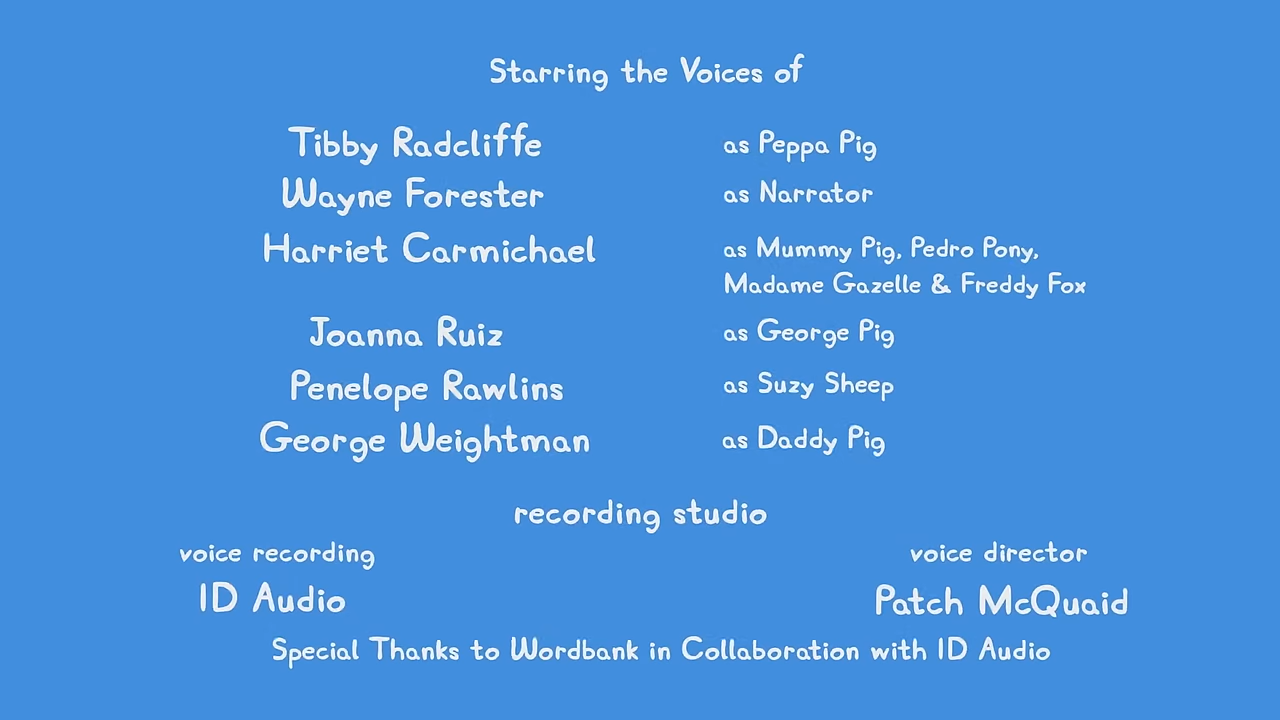 Starring the Voices of
Tibby Radcliffe as Peppa Pig
Wayne Forester as Narrator
Harriet Carmichael as Mummy Pig, Pedro Pony,
Madame Gazelle & Freddy Fox
Joanna Ruiz as George Pig
Penelope Rawlins as Suzy Sheep
George Weightman as Daddy Pig
recording studio
voice recording voice director
ID Audio Patch McQuaid
Special Thanks to Wordbank in Collaboration with ID Audio